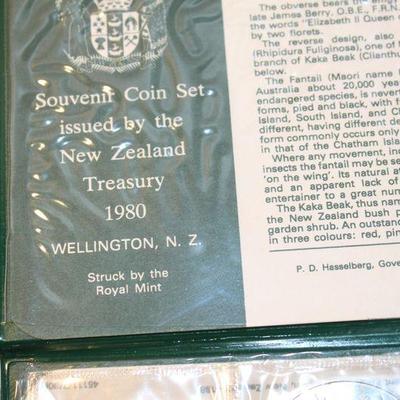 Souvenir Coin Set
issued by the
New Zealand
Treasury
1980
WELLINGTON, N. Z.
Struck by the
Royal Mint
The obverse bears the
late James Berry, O.B.E., F.R.N.
the words "Elizabeth II Queen o
by two florets.
The reverse design, also
(Rhipidura Fuliginosa), one of
branch of Kaka Beak (Clianthu
below.
The Fantail (Maori name
Australia about 20,000 year
endangered species, is neverth
forms, pied and black, with f
Island, South Island, and C
different, having different de
form commonly occurs only
in that of the Chatham Isl
Where any movement, inc
insects the fantail may be se
'on the wing'. Its natural at
and an apparent lack of
entertainer to a great num
The Kaka Beak, thus nam
the New Zealand bush p
garden shrub. An outstand
in three colours: red, pin
P. D. Hasselberg, Gove